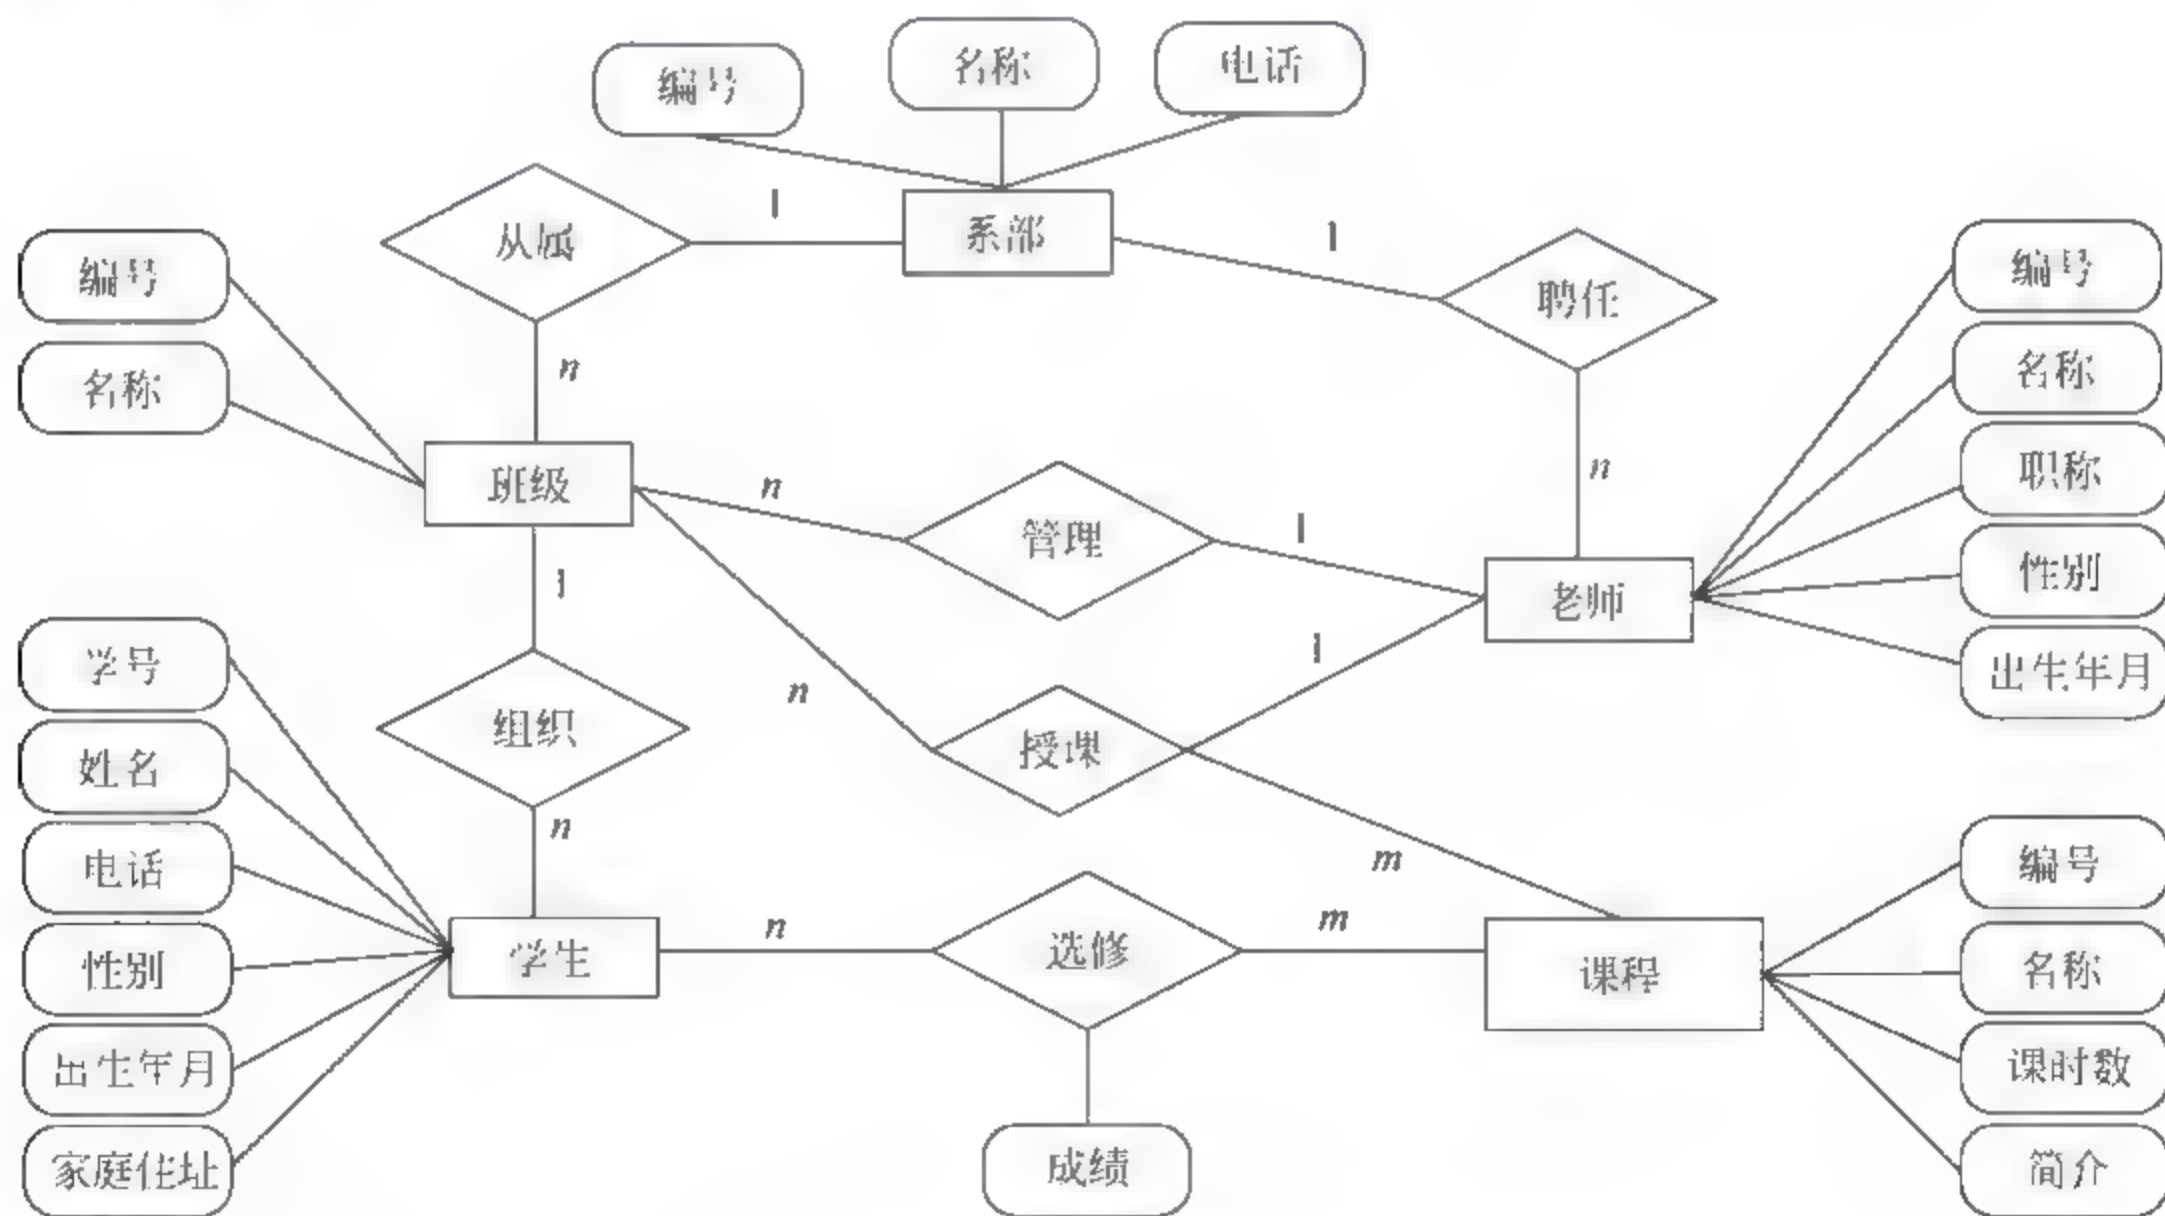 编号
名称
电话
从属
1
系部
1
聘任
编号
名称
n
班级
n
管理
1
n
老师
编号
名称
职称
性别
出生年月
1
组织
n
n
授课
1
m
学号
姓名
电话
性别
出生年月
家庭住址
学生
n
选修
m
课程
成绩
编号
名称
课时数
简介